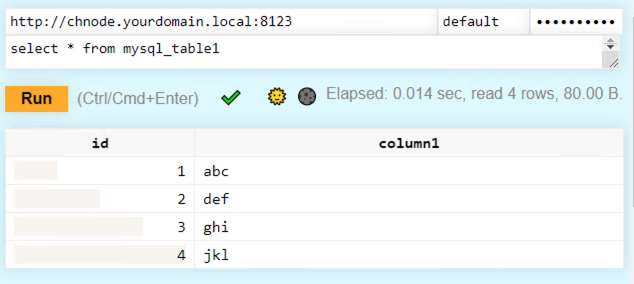 http://chnode.yourdomain.local:8123 default ••••••••••
select * from mysql_table1
Run (Ctrl/Cmd+Enter) Elapsed: 0.014 sec, read 4 rows, 80.00 B.
id column1
1 abc
2 def
3 ghi
4 jkl